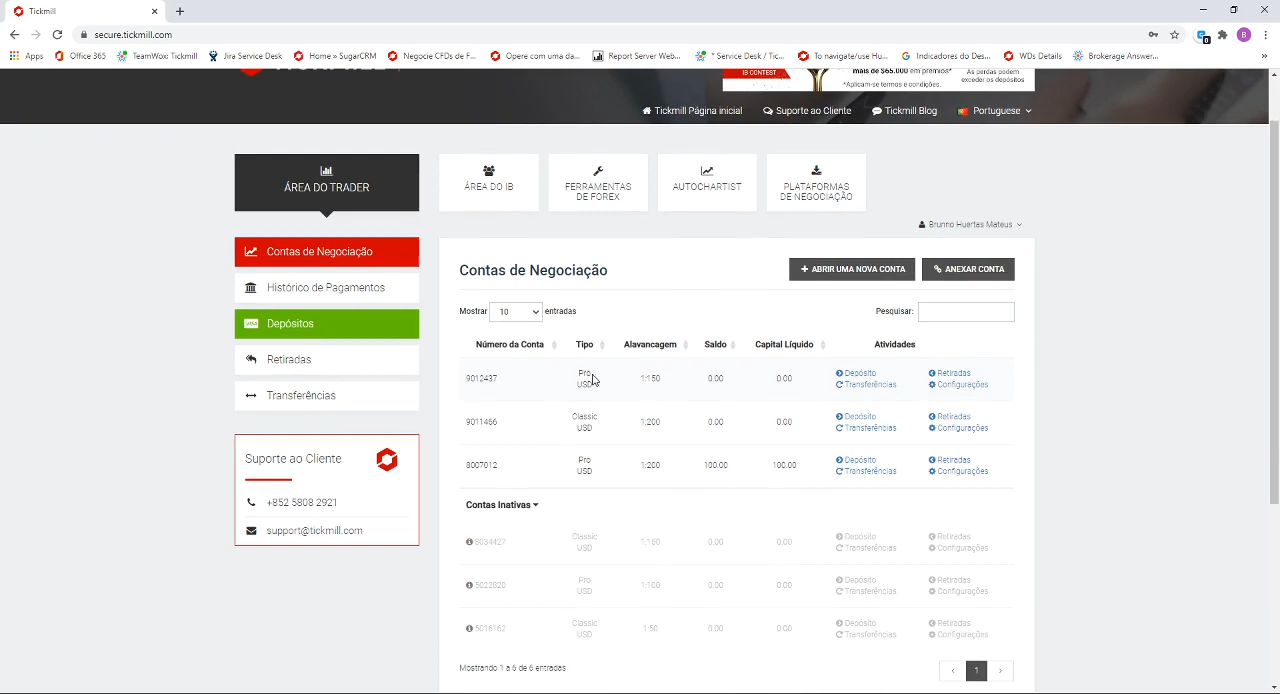 Tickmill
secure.tickmill.com
B
Apps
Office 365
TeamWox: Tickmill
Jira Service Desk
Home » SugarCRM
Negocie CFDs de F...
Opere com uma da...
Report Server Web...
* Service Desk / Tic...
To navigate/use Hu...
Indicadores do Des...
WDs Details
Brokerage Answer...
IB CONTEST
mais de $65.000 em prêmios*
*Aplicam-se termos e condições.
As perdas podem
exceder os depósitos
Tickmill Página inicial
Suporte ao Cliente
Tickmill Blog
Portuguese
ÁREA DO TRADER
ÁREA DO IB
FERRAMENTAS
DE FOREX
AUTOCHARTIST
PLATAFORMAS
DE NEGOCIAÇÃO
Brunno Huertas Mateus
Contas de Negociação
Histórico de Pagamentos
Depósitos
Retiradas
Transferências
Suporte ao Cliente
+852 5808 2921
support@tickmill.com
Contas de Negociação
ABRIR UMA NOVA CONTA
ANEXAR CONTA
Mostrar 10 entradas
Pesquisar:
Número da Conta Tipo Alavancagem Saldo Capital Líquido Atividades
9012437 Pro USD 1:150 0.00 0.00 Depósito Retiradas
Transferências Configurações
9011466 Classic USD 1:200 0.00 0.00 Depósito Retiradas
Transferências Configurações
8007012 Pro USD 1:200 100.00 100.00 Depósito Retiradas
Transferências Configurações
Contas Inativas
8034427 Classic USD 1:150 0.00 0.00 Depósito Retiradas
Transferências Configurações
5022820 Pro USD 1:100 0.00 0.00 Depósito Retiradas
Transferências Configurações
5016162 Classic USD 1:50 0.00 0.00 Depósito Retiradas
Transferências Configurações
Mostrando 1 a 6 de 6 entradas
1